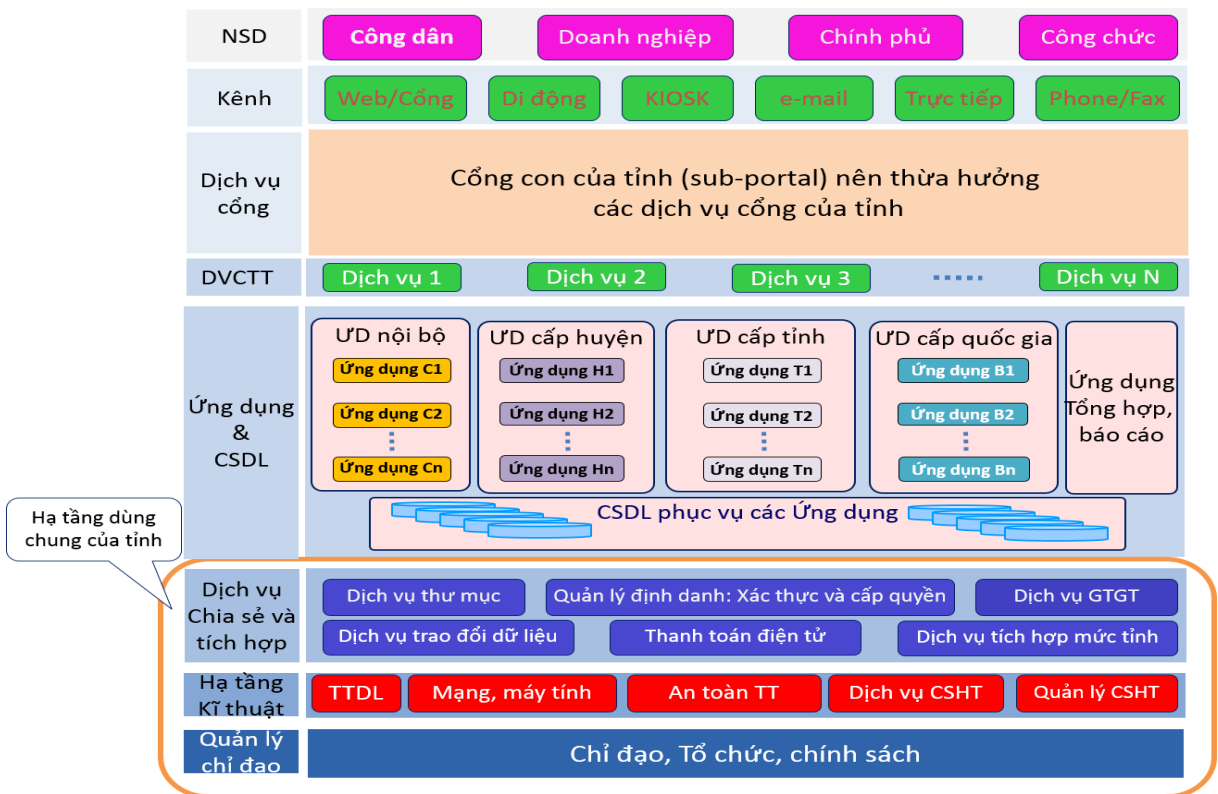 NSD
Công dân
Doanh nghiệp
Chính phủ
Công chức
Kênh
Web/Cổng
Di động
KIOSK
e-mail
Trực tiếp
Phone/Fax
Dịch vụ
cổng
Cổng con của tỉnh (sub-portal) nên thừa hưởng
các dịch vụ cổng của tỉnh
DVCTT
Dịch vụ 1
Dịch vụ 2
Dịch vụ 3
Dịch vụ N
Ứng dụng
&
CSDL
ƯD nội bộ
Ứng dụng C1
Ứng dụng C2
Ứng dụng Cn
ƯD cấp huyện
Ứng dụng H1
Ứng dụng H2
Ứng dụng Hn
ƯD cấp tỉnh
Ứng dụng T1
Ứng dụng T2
Ứng dụng Tn
ƯD cấp quốc gia
Ứng dụng B1
Ứng dụng B2
Ứng dụng Bn
Ứng dụng
Tổng hợp,
báo cáo
CSDL phục vụ các Ứng dụng
Hạ tầng dùng
chung của tỉnh
Dịch vụ
Chia sẻ và
tích hợp
Dịch vụ thư mục
Quản lý định danh: Xác thực và cấp quyền
Dịch vụ GTGT
Dịch vụ trao đổi dữ liệu
Thanh toán điện tử
Dịch vụ tích hợp mức tỉnh
Hạ tầng
Kĩ thuật
TTDL
Mạng, máy tính
An toàn TT
Dịch vụ CSHT
Quản lý CSHT
Quản lý
chỉ đạo
Chỉ đạo, Tổ chức, chính sách